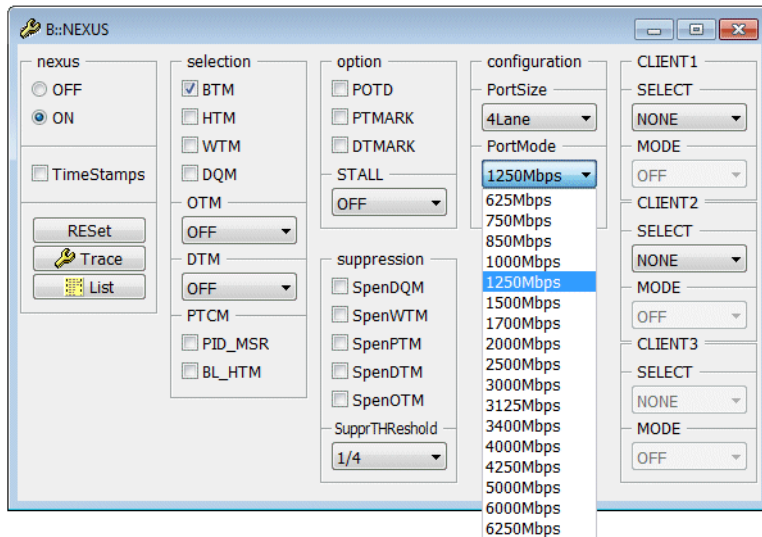 B::NEXUS
nexus
OFF
ON
TimeStamps
RESet
Trace
List
selection
BTM
HTM
WTM
DQM
OTM
OFF
DTM
OFF
PTCM
PID_MSR
BL_HTM
option
POTD
PTMARK
DTMARK
STALL
OFF
suppression
SpenDQM
SpenWTM
SpenPTM
SpenDTM
SpenOTM
SupprTHReshold
1/4
configuration
PortSize
4Lane
PortMode
1250Mbps
625Mbps
750Mbps
850Mbps
1000Mbps
1250Mbps
1500Mbps
1700Mbps
2000Mbps
2500Mbps
3000Mbps
3125Mbps
3400Mbps
4000Mbps
4250Mbps
5000Mbps
6000Mbps
6250Mbps
CLIENT1
SELECT
NONE
MODE
OFF
CLIENT2
SELECT
NONE
MODE
OFF
CLIENT3
SELECT
NONE
MODE
OFF